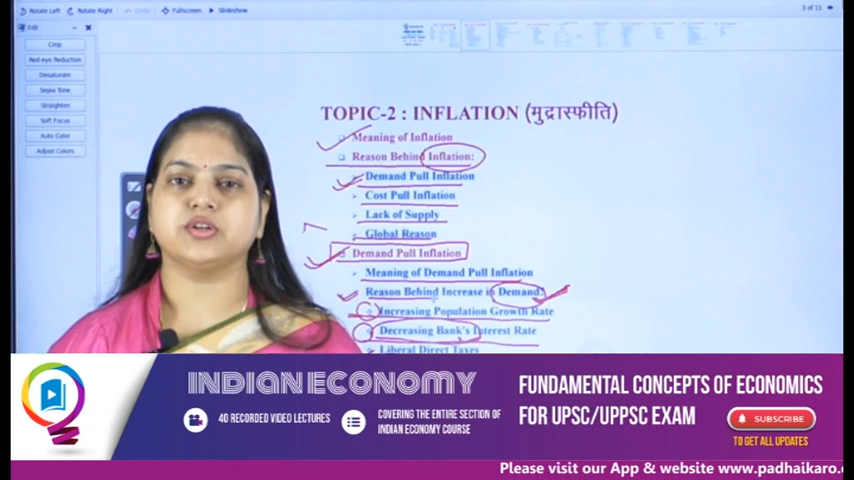 Rotate Left Rotate Right Undo Fullscreen Slideshow 3 of 11
Edit
Crop
Red-eye Reduction
Desaturate
Sepia Tone
Straighten
Soft Focus
Auto Color
Adjust Colors
TOPIC-2 : INFLATION (मुद्रास्फीति)
Meaning of Inflation
Reason Behind Inflation:
Demand Pull Inflation
Cost Pull Inflation
Lack of Supply
Global Reason
Demand Pull Inflation
Meaning of Demand Pull Inflation
Reason Behind Increase in Demand:
Increasing Population Growth Rate
Decreasing Bank's Interest Rate
Liberal Direct Taxes
INDIAN ECONOMY
40 RECORDED VIDEO LECTURES
COVERING THE ENTIRE SECTION OF
INDIAN ECONOMY COURSE
FUNDAMENTAL CONCEPTS OF ECONOMICS
FOR UPSC/UPPSC EXAM
SUBSCRIBE
TO GET ALL UPDATES
Please visit our App & website www.padhaikaro.c